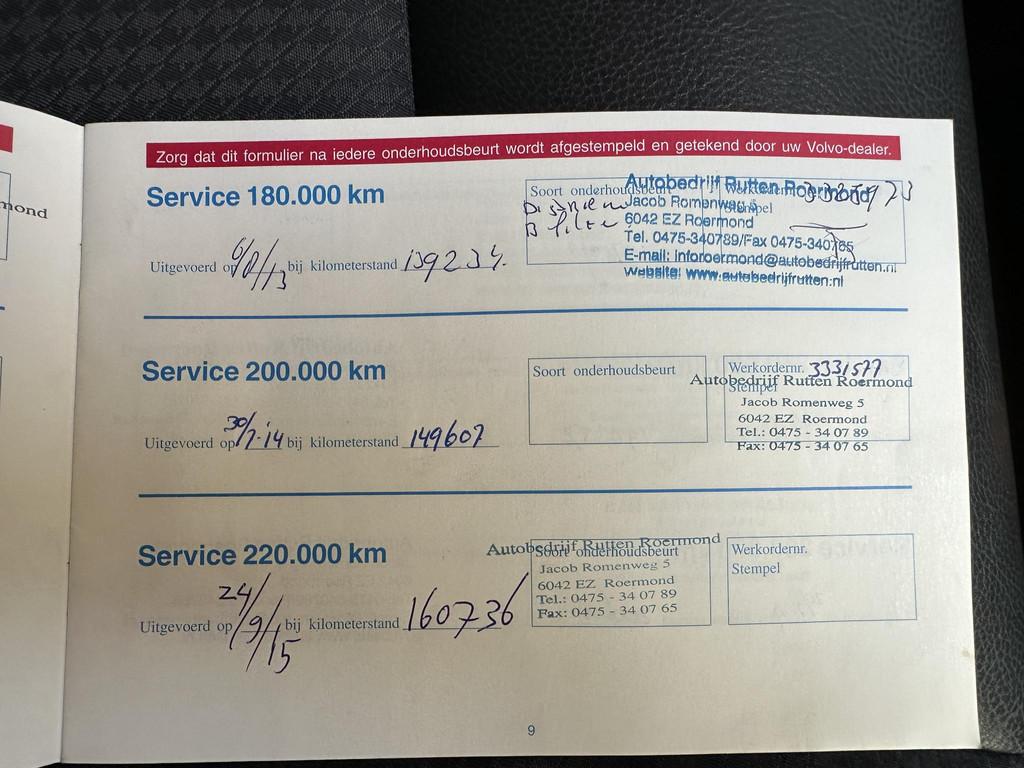 mond
Zorg dat dit formulier na iedere onderhoudsbeurt wordt afgestempeld en getekend door uw Volvo-dealer.
Service 180.000 km
Soort onderhoudsbeurt
Werkordernr.
Stempel
Autobedrijf Rutten Roermond
Jacob Romenweg 5
6042 EZ Roermond
Tel. 0475-340789/Fax 0475-340765
E-mail: inforoermond@autobedrijfrutten.nl
Website: www.autobedrijfrutten.nl
Uitgevoerd op bij kilometerstand 139234.
Service 200.000 km
Soort onderhoudsbeurt
Werkordernr. 3331577
Stempel
Autobedrijf Rutten Roermond
Jacob Romenweg 5
6042 EZ Roermond
Tel.: 0475 - 34 07 89
Fax: 0475 - 34 07 65
Uitgevoerd op 30/7-14 bij kilometerstand 149607
Service 220.000 km
Autobedrijf Rutten Roermond
Soort onderhoudsbeurt
Jacob Romenweg 5
6042 EZ Roermond
Tel.: 0475 - 34 07 89
Fax: 0475 - 34 07 65
Werkordernr.
Stempel
Uitgevoerd op 24/9/15 bij kilometerstand 160736
9